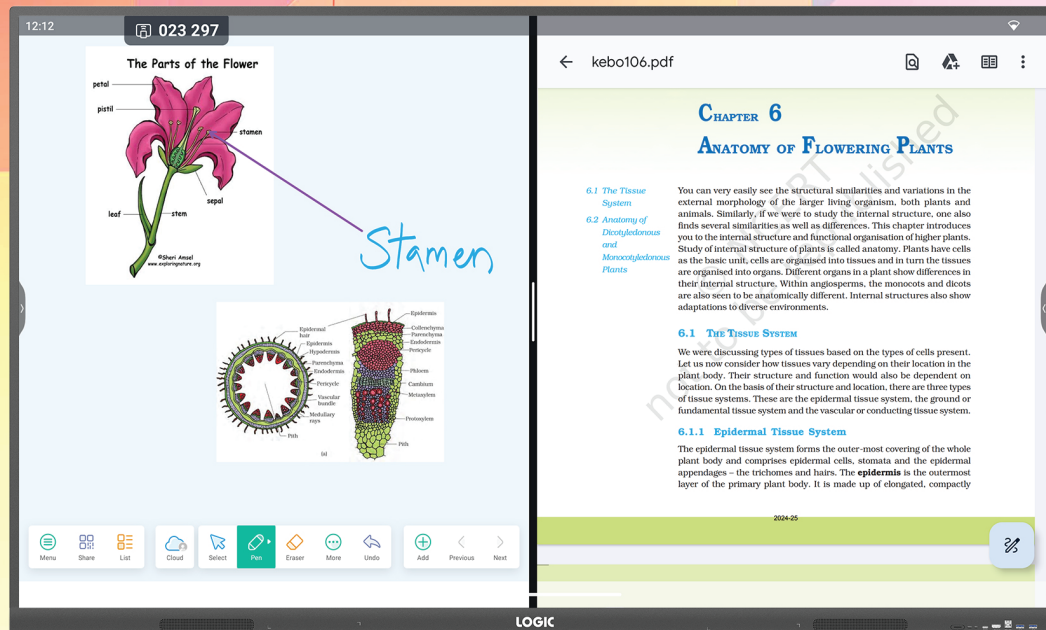 12:12
023 297
The Parts of the Flower
petal
pistil
stamen
sepal
leaf
stem
©Sheri Amsel
www.exploringnature.org
Stamen
Epidermal
hair
Epidermis
Hypodermis
Parenchyma
Endodermis
Pericycle
Vascular
bundle
Medullary
rays
Pith
(a)
Epidermis
Collenchyma
Parenchyma
Endodermis
Pericycle
Phloem
Cambium
Metaxylem
Protoxylem
Pith
Menu
Share
List
Cloud
Select
Pen
Eraser
More
Undo
Add
Previous
Next
kebo106.pdf
CHAPTER 6
ANATOMY OF FLOWERING PLANTS
6.1 The Tissue
System
6.2 Anatomy of
Dicotyledonous
and
Monocotyledonous
Plants
You can very easily see the structural similarities and variations in the
external morphology of the larger living organism, both plants and
animals. Similarly, if we were to study the internal structure, one also
finds several similarities as well as differences. This chapter introduces
you to the internal structure and functional organisation of higher plants.
Study of internal structure of plants is called anatomy. Plants have cells
as the basic unit, cells are organised into tissues and in turn the tissues
are organised into organs. Different organs in a plant show differences in
their internal structure. Within angiosperms, the monocots and dicots
are also seen to be anatomically different. Internal structures also show
adaptations to diverse environments.
6.1 THE TISSUE SYSTEM
We were discussing types of tissues based on the types of cells present.
Let us now consider how tissues vary depending on their location in the
plant body. Their structure and function would also be dependent on
location. On the basis of their structure and location, there are three types
of tissue systems. These are the epidermal tissue system, the ground or
fundamental tissue system and the vascular or conducting tissue system.
6.1.1 Epidermal Tissue System
The epidermal tissue system forms the outer-most covering of the whole
plant body and comprises epidermal cells, stomata and the epidermal
appendages – the trichomes and hairs. The epidermis is the outermost
layer of the primary plant body. It is made up of elongated, compactly
2024-25
not to be republished
LOGIC